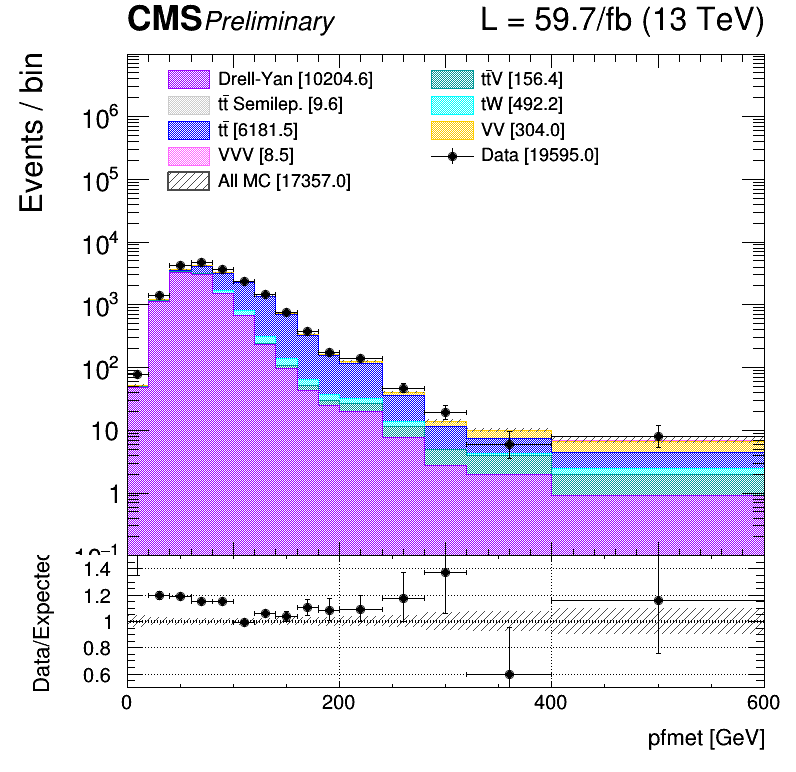 CMS Preliminary L = 59.7/fb (13 TeV)
Events / bin
Drell-Yan [10204.6]
tt̄ Semilep. [9.6]
tt̄ [6181.5]
VVV [8.5]
All MC [17357.0]
tt̄V [156.4]
tW [492.2]
VV [304.0]
Data [19595.0]
10⁶
10⁵
10⁴
10³
10²
10
1
10⁻¹
Data/Expected
1.4
1.2
1
0.8
0.6
0 200 400 600
pfmet [GeV]